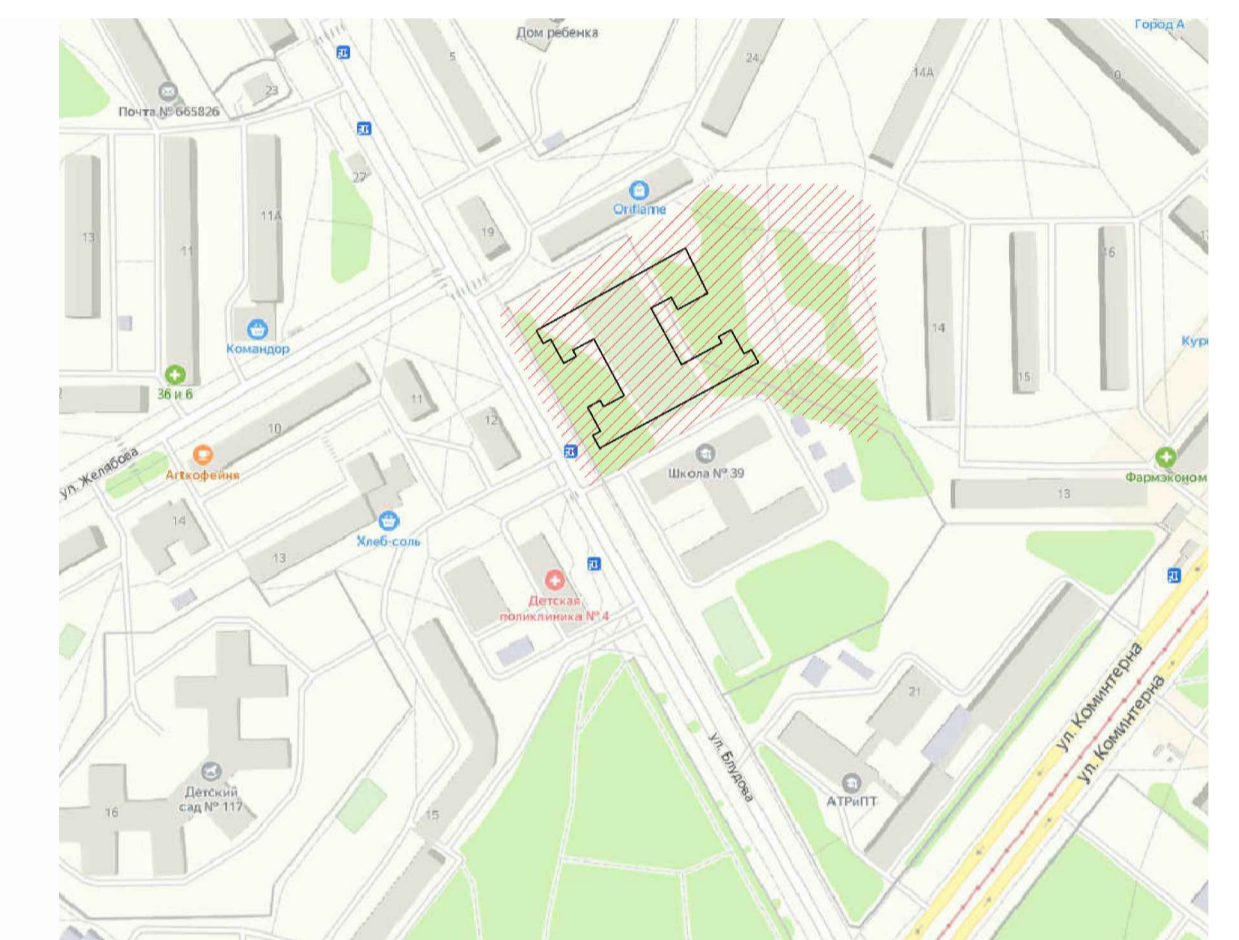 Город А
Дом ребенка
5
24
14А
Почта № 665826
23
27
11А
Oriflame
13
11
19
16
14
Командор
36 и 6
15
11
12
10
ул. Желябова
Artкофейня
Школа № 39
Фармэконом
13
14
Хлеб-соль
13
Детская
поликлиника № 4
ул. Коминтерна
ул. Коминтерна
21
ул. Блудова
Детский
сад № 117
АТРиПТ
16
15